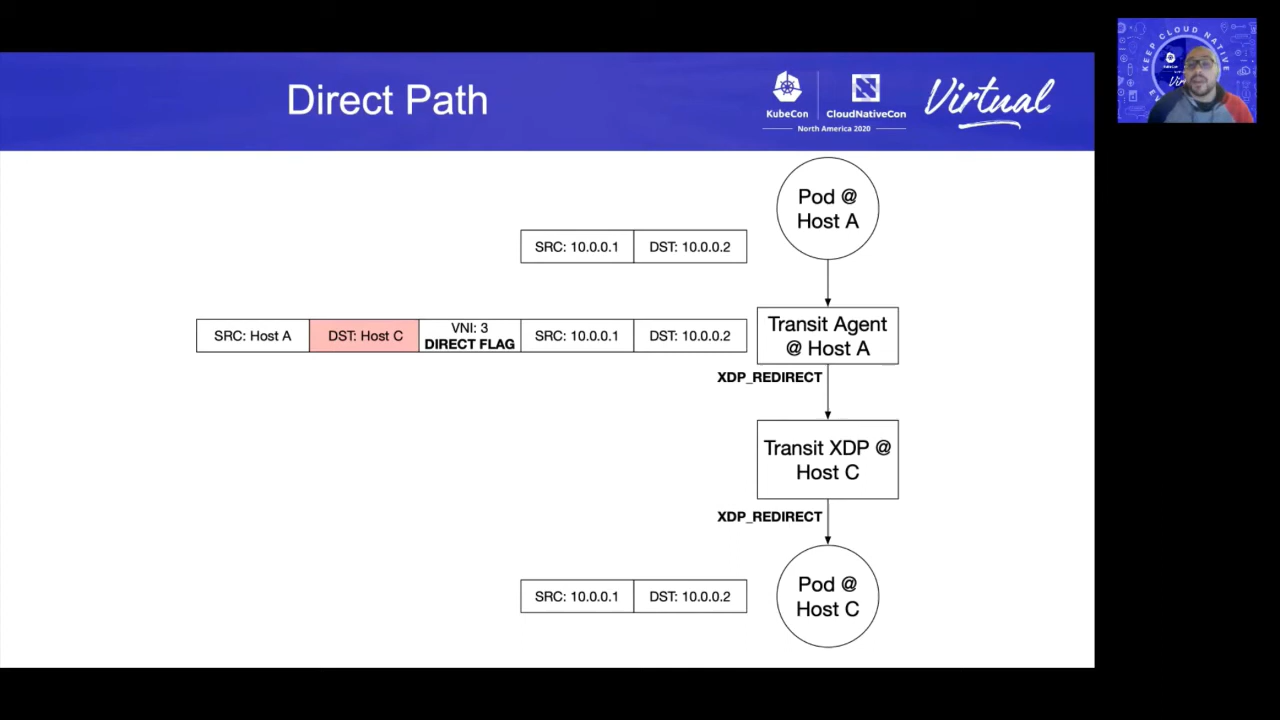 Direct Path
KubeCon
CloudNativeCon
North America 2020
Virtual
KEEP CLOUD NATIVE
Pod @
Host A
SRC: 10.0.0.1
DST: 10.0.0.2
SRC: Host A
DST: Host C
VNI: 3
DIRECT FLAG
SRC: 10.0.0.1
DST: 10.0.0.2
Transit Agent
@ Host A
XDP_REDIRECT
Transit XDP @
Host C
XDP_REDIRECT
SRC: 10.0.0.1
DST: 10.0.0.2
Pod @
Host C